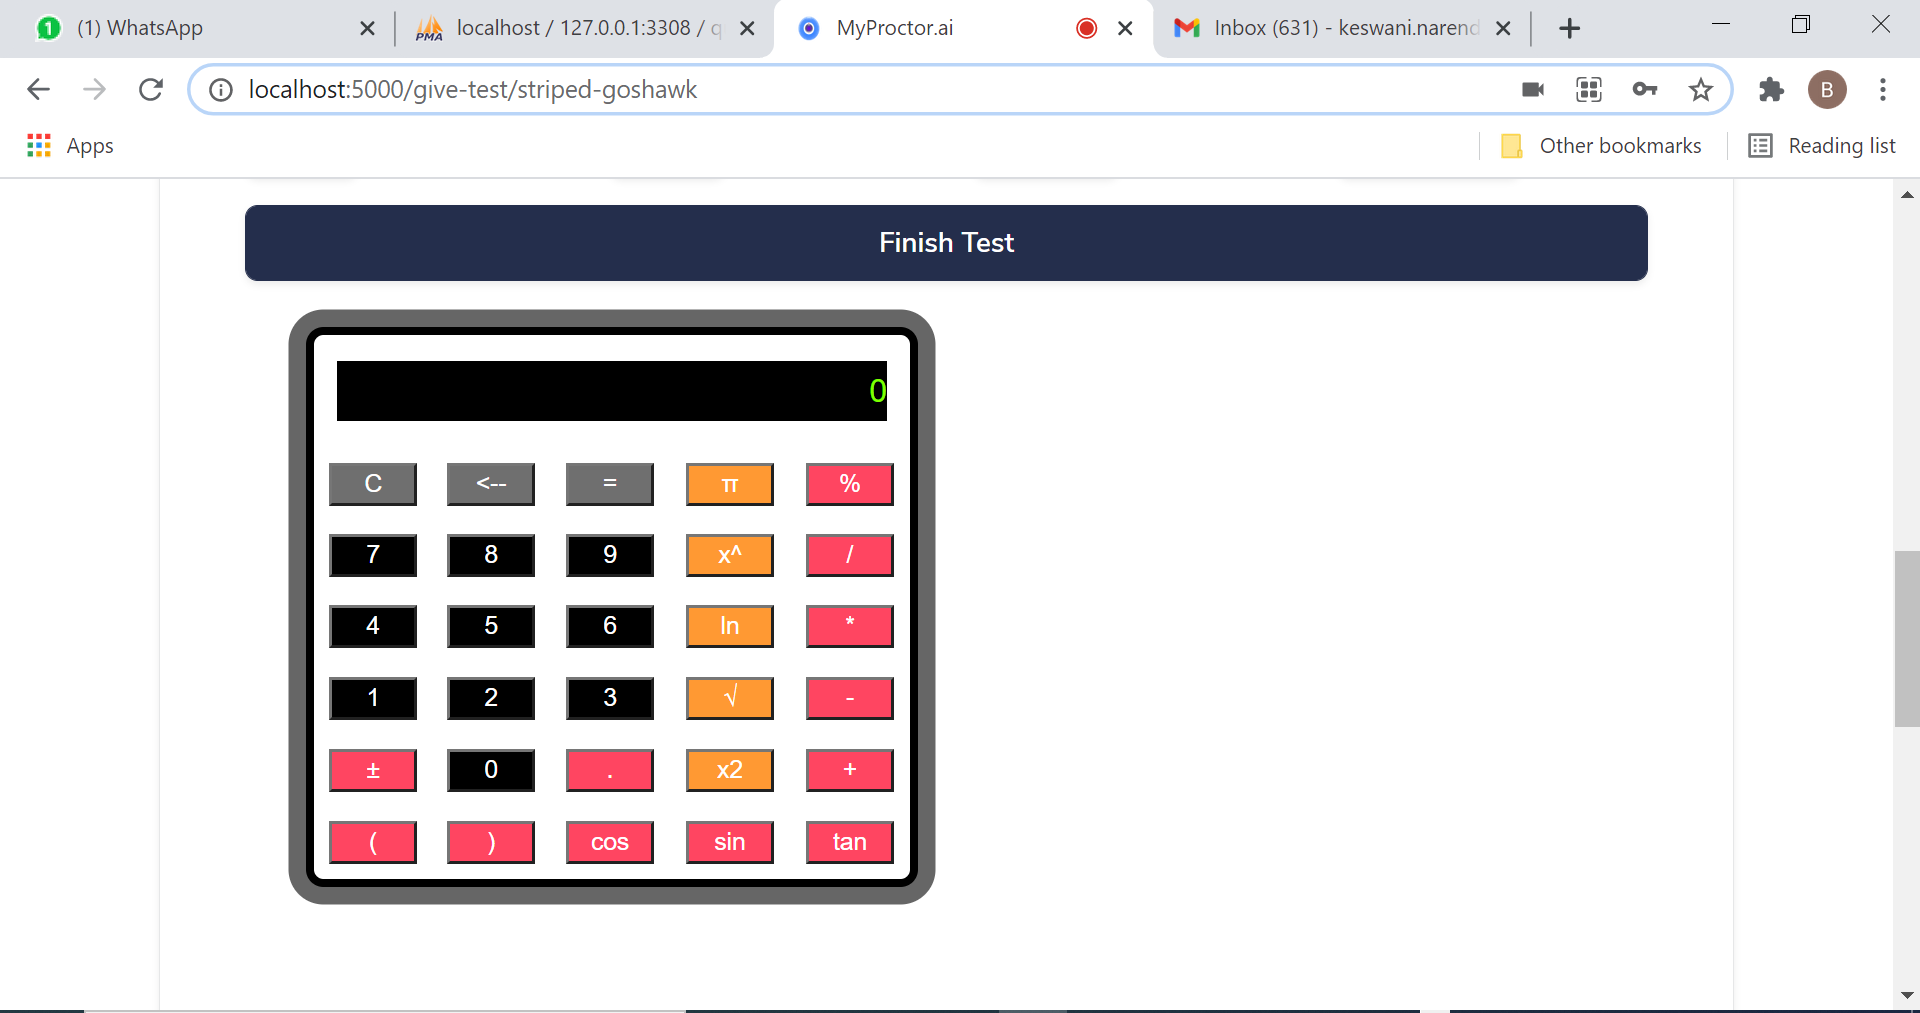 1 (1) WhatsApp
PMA localhost / 127.0.0.1:3308 / q
MyProctor.ai
Inbox (631) - keswani.narend
localhost:5000/give-test/striped-goshawk
B
Apps
Other bookmarks
Reading list
Finish Test
0
C <-- = π %
7 8 9 x^ /
4 5 6 ln *
1 2 3 √ -
± 0 . x2 +
( ) cos sin tan